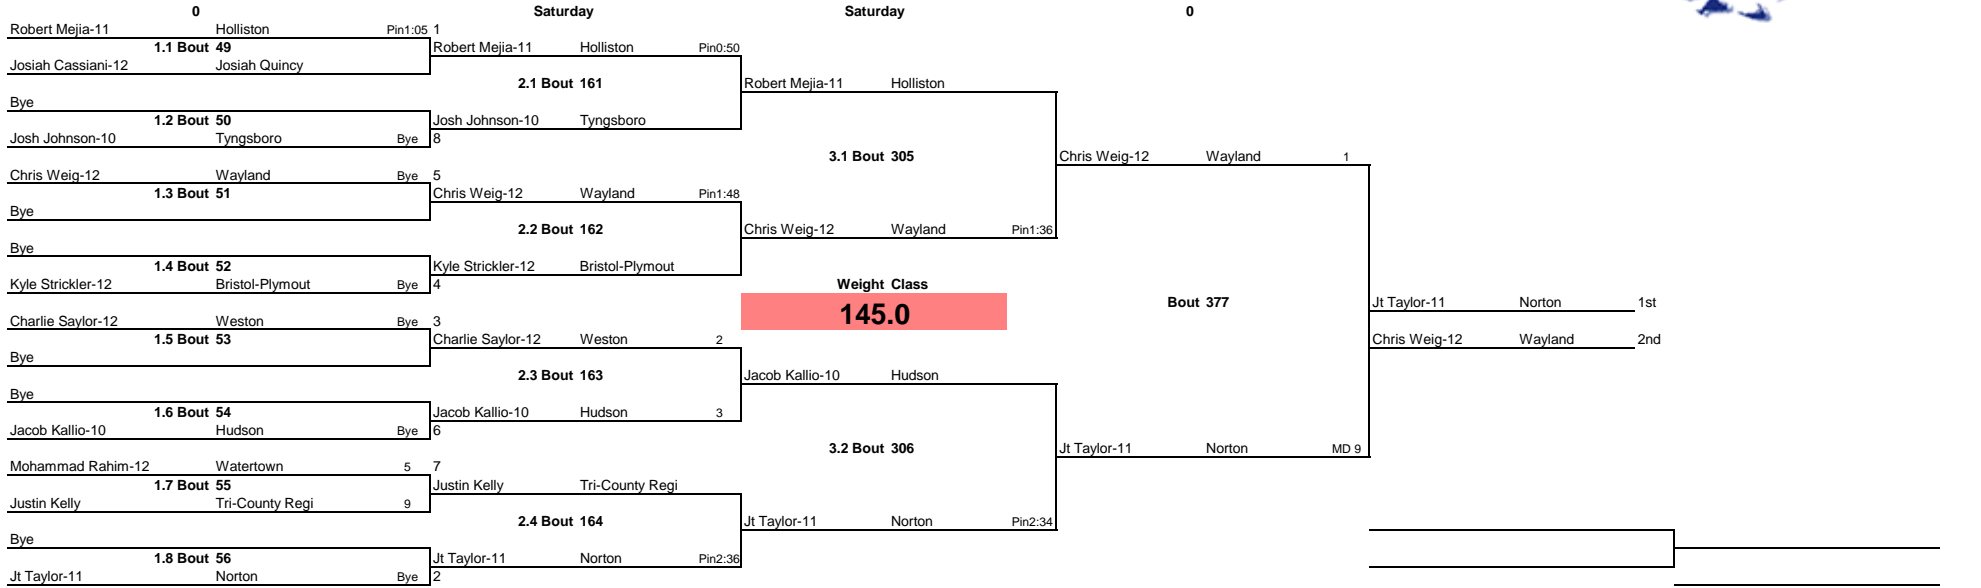 0 Saturday Saturday 0
Robert Mejia-11 Holliston Pin1:05 1
1.1 Bout 49 Robert Mejia-11 Holliston Pin0:50
Josiah Cassiani-12 Josiah Quincy
2.1 Bout 161 Robert Mejia-11 Holliston
Bye
1.2 Bout 50 Josh Johnson-10 Tyngsboro
Josh Johnson-10 Tyngsboro Bye 8
3.1 Bout 305 Chris Weig-12 Wayland 1
Chris Weig-12 Wayland Bye 5
1.3 Bout 51 Chris Weig-12 Wayland Pin1:48
Bye
2.2 Bout 162 Chris Weig-12 Wayland Pin1:36
Bye
1.4 Bout 52 Kyle Strickler-12 Bristol-Plymout
Kyle Strickler-12 Bristol-Plymout Bye 4 Weight Class
145.0 Bout 377 Jt Taylor-11 Norton 1st
Charlie Saylor-12 Weston Bye 3
1.5 Bout 53 Charlie Saylor-12 Weston 2 Chris Weig-12 Wayland 2nd
Bye
2.3 Bout 163 Jacob Kallio-10 Hudson
Bye
1.6 Bout 54 Jacob Kallio-10 Hudson 3
Jacob Kallio-10 Hudson Bye 6
3.2 Bout 306 Jt Taylor-11 Norton MD 9
Mohammad Rahim-12 Watertown 5 7
1.7 Bout 55 Justin Kelly Tri-County Regi
Justin Kelly Tri-County Regi 9
2.4 Bout 164 Jt Taylor-11 Norton Pin2:34
Bye
1.8 Bout 56 Jt Taylor-11 Norton Pin2:36
Jt Taylor-11 Norton Bye 2